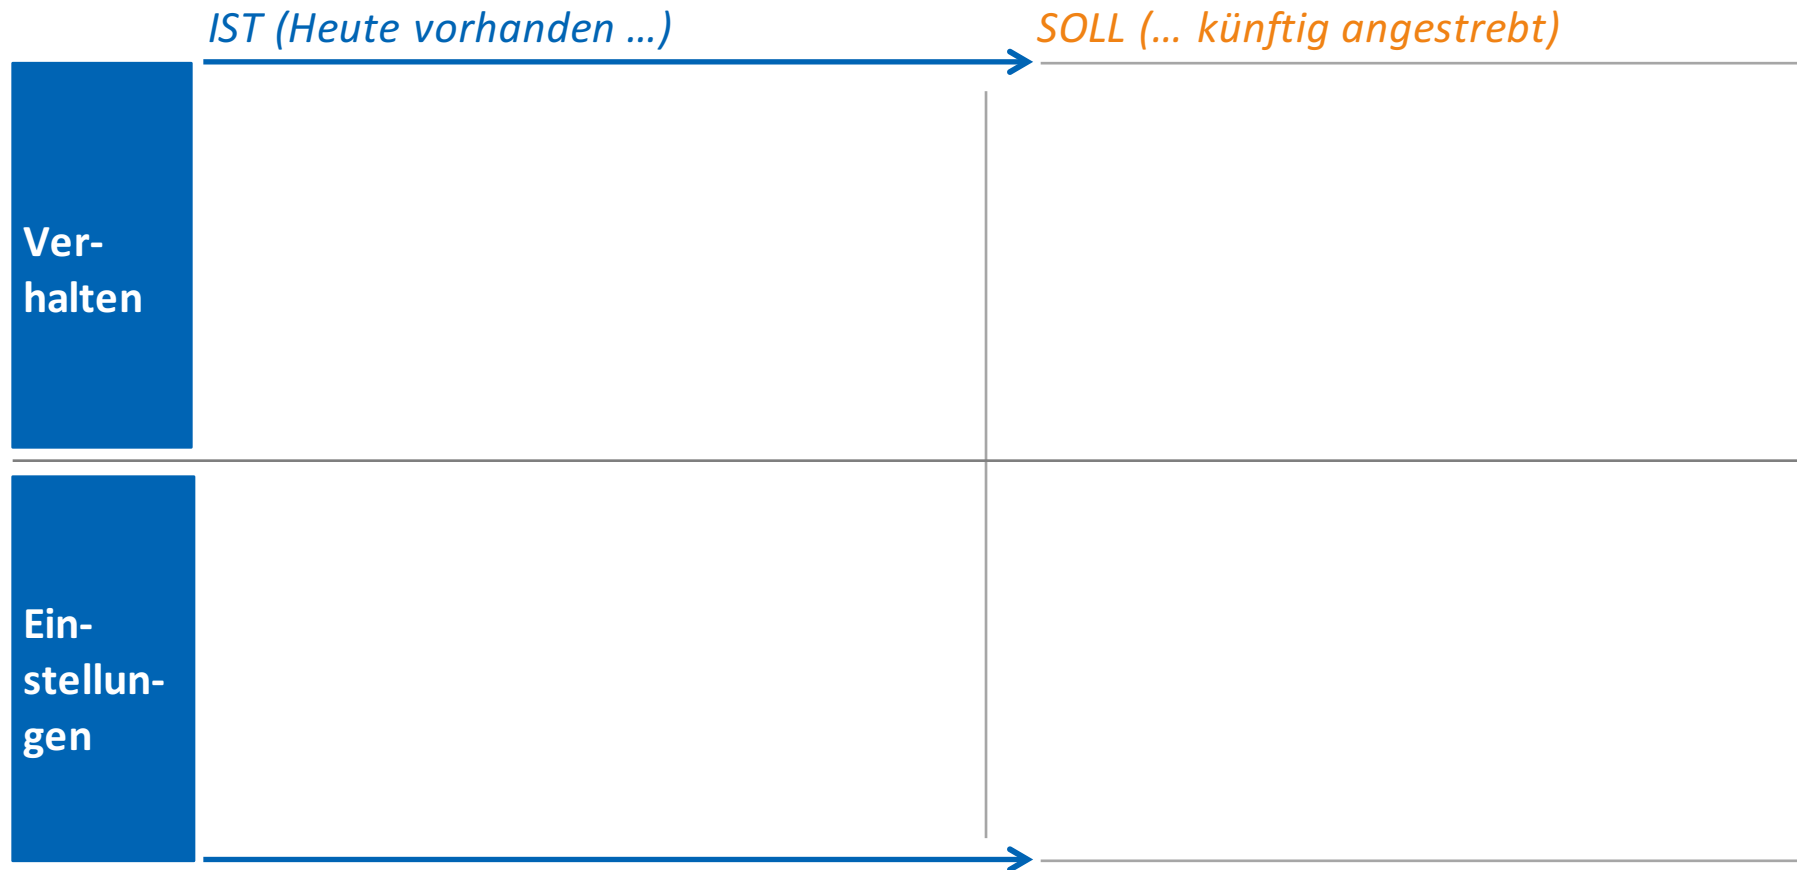 IST (Heute vorhanden …)
SOLL (… künftig angestrebt)
Ver-
halten
Ein-
stellun-
gen